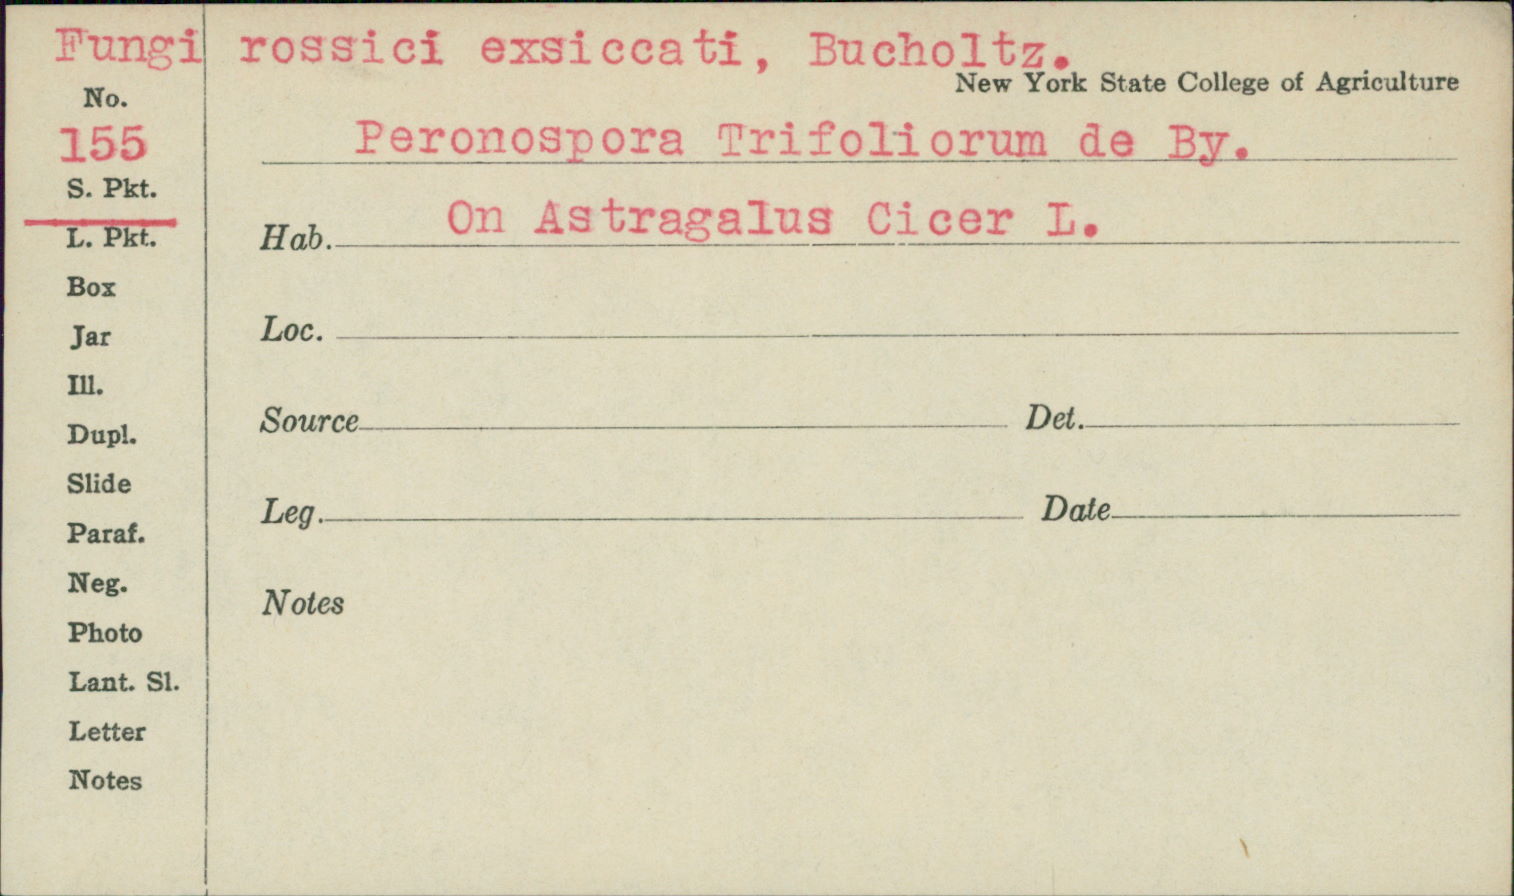 Fungi rossici exsiccati, Bucholtz.
New York State College of Agriculture
No.
155
Peronospora Trifoliorum de By.
S. Pkt.
L. Pkt.
Hab. On Astragalus Cicer L.
Box
Jar
Loc.
Ill.
Dupl.
Source Det.
Slide
Paraf.
Leg. Date
Neg.
Notes
Photo
Lant. Sl.
Letter
Notes